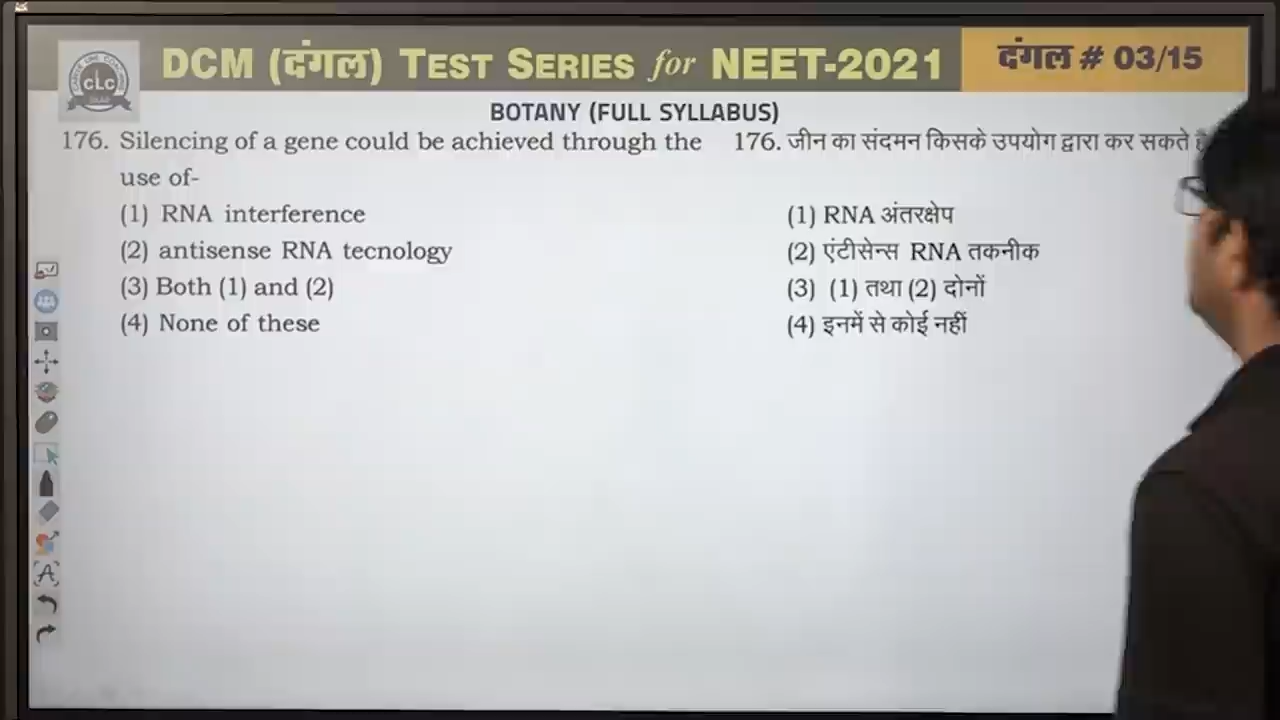 DCM (दंगल) TEST SERIES for NEET-2021
दंगल # 03/15
CLC
BOTANY (FULL SYLLABUS)
176. Silencing of a gene could be achieved through the
use of-
(1) RNA interference
(2) antisense RNA tecnology
(3) Both (1) and (2)
(4) None of these
176. जीन का संदमन किसके उपयोग द्वारा कर सकते
(1) RNA अंतरक्षेप
(2) एंटीसेन्स RNA तकनीक
(3) (1) तथा (2) दोनों
(4) इनमें से कोई नहीं